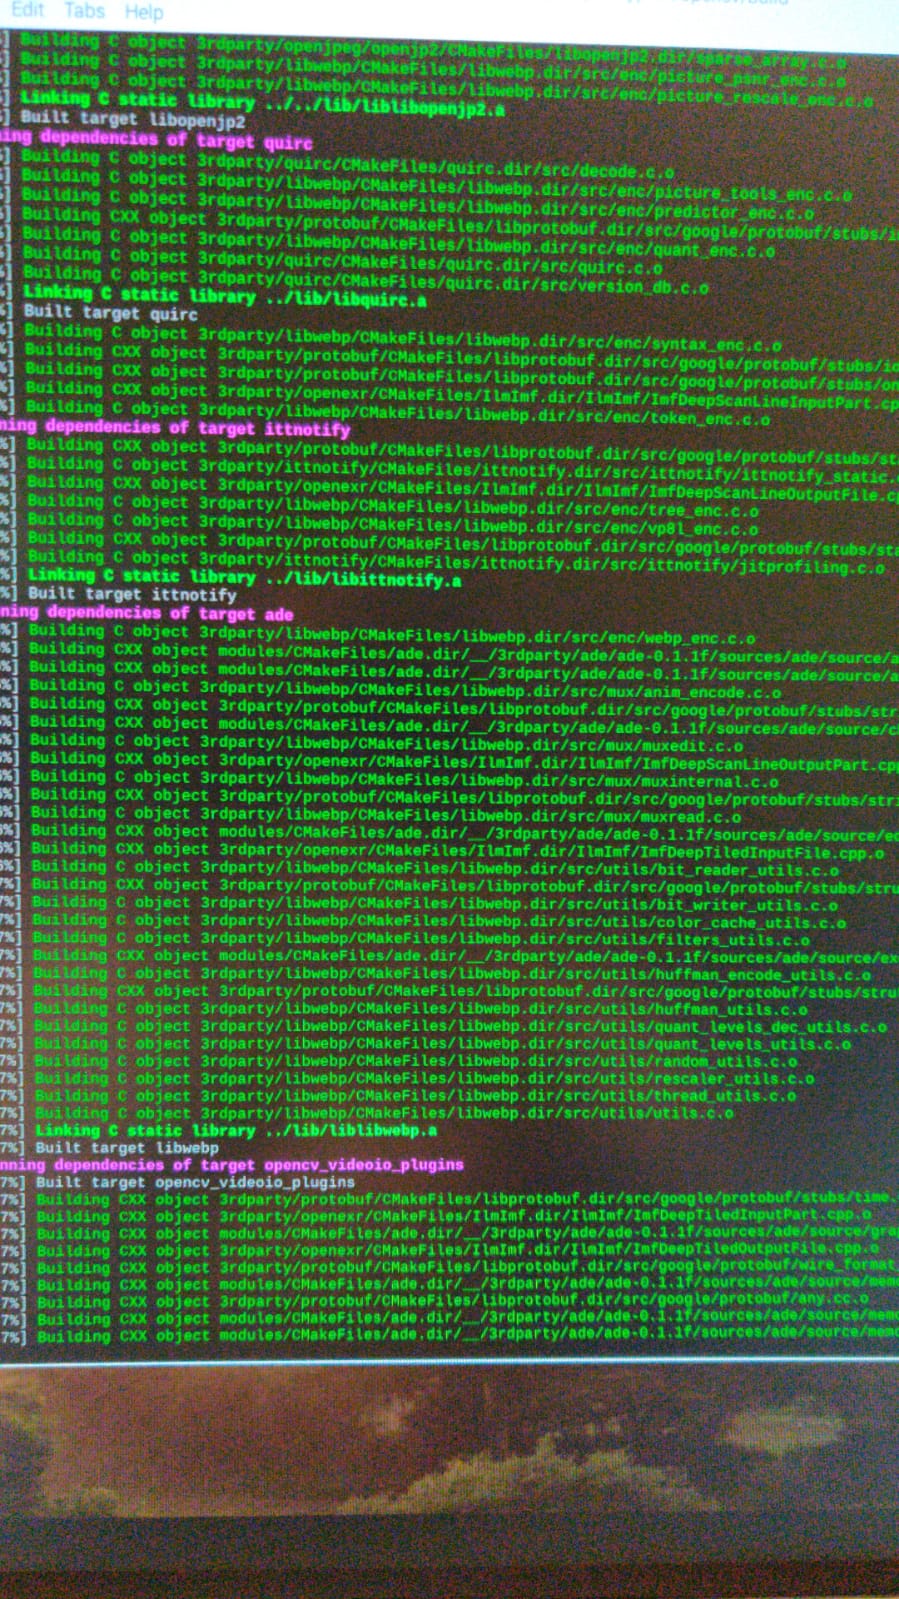 Edit Tabs Help
] Building C object 3rdparty/openjpeg/openjp2/CMakeFiles/libopenjp2.dir/sparse_array.c.o
] Building C object 3rdparty/libwebp/CMakeFiles/libwebp.dir/src/enc/picture_psnr_enc.c.o
] Building C object 3rdparty/libwebp/CMakeFiles/libwebp.dir/src/enc/picture_rescale_enc.c.o
] Linking C static library ../../lib/liblibopenjp2.a
] Built target libopenjp2
ning dependencies of target quirc
] Building C object 3rdparty/quirc/CMakeFiles/quirc.dir/src/decode.c.o
] Building C object 3rdparty/libwebp/CMakeFiles/libwebp.dir/src/enc/picture_tools_enc.c.o
] Building C object 3rdparty/libwebp/CMakeFiles/libwebp.dir/src/enc/predictor_enc.c.o
] Building CXX object 3rdparty/protobuf/CMakeFiles/libprotobuf.dir/src/google/protobuf/stubs/i
] Building C object 3rdparty/libwebp/CMakeFiles/libwebp.dir/src/enc/quant_enc.c.o
] Building C object 3rdparty/quirc/CMakeFiles/quirc.dir/src/quirc.c.o
] Building C object 3rdparty/quirc/CMakeFiles/quirc.dir/src/version_db.c.o
%] Linking C static library ../lib/libquirc.a
%] Built target quirc
%] Building C object 3rdparty/libwebp/CMakeFiles/libwebp.dir/src/enc/syntax_enc.c.o
%] Building CXX object 3rdparty/protobuf/CMakeFiles/libprotobuf.dir/src/google/protobuf/stubs/io
%] Building CXX object 3rdparty/protobuf/CMakeFiles/libprotobuf.dir/src/google/protobuf/stubs/on
%] Building CXX object 3rdparty/openexr/CMakeFiles/IlmImf.dir/IlmImf/ImfDeepScanLineInputPart.cp
%] Building C object 3rdparty/libwebp/CMakeFiles/libwebp.dir/src/enc/token_enc.c.o
ning dependencies of target ittnotify
%] Building CXX object 3rdparty/protobuf/CMakeFiles/libprotobuf.dir/src/google/protobuf/stubs/st
%] Building C object 3rdparty/ittnotify/CMakeFiles/ittnotify.dir/src/ittnotify/ittnotify_static.
%] Building CXX object 3rdparty/openexr/CMakeFiles/IlmImf.dir/IlmImf/ImfDeepScanLineOutputFile.cp
%] Building C object 3rdparty/libwebp/CMakeFiles/libwebp.dir/src/enc/tree_enc.c.o
%] Building C object 3rdparty/libwebp/CMakeFiles/libwebp.dir/src/enc/vp8l_enc.c.o
%] Building CXX object 3rdparty/protobuf/CMakeFiles/libprotobuf.dir/src/google/protobuf/stubs/sta
%] Building C object 3rdparty/ittnotify/CMakeFiles/ittnotify.dir/src/ittnotify/jitprofiling.c.o
%] Linking C static library ../lib/libittnotify.a
%] Built target ittnotify
ning dependencies of target ade
%] Building C object 3rdparty/libwebp/CMakeFiles/libwebp.dir/src/enc/webp_enc.c.o
6%] Building CXX object modules/CMakeFiles/ade.dir/__/3rdparty/ade/ade-0.1.1f/sources/ade/source/a
6%] Building CXX object modules/CMakeFiles/ade.dir/__/3rdparty/ade/ade-0.1.1f/sources/ade/source/a
6%] Building C object 3rdparty/libwebp/CMakeFiles/libwebp.dir/src/mux/anim_encode.c.o
6%] Building CXX object 3rdparty/protobuf/CMakeFiles/libprotobuf.dir/src/google/protobuf/stubs/str
6%] Building CXX object modules/CMakeFiles/ade.dir/__/3rdparty/ade/ade-0.1.1f/sources/ade/source/c
6%] Building C object 3rdparty/libwebp/CMakeFiles/libwebp.dir/src/mux/muxedit.c.o
6%] Building CXX object 3rdparty/openexr/CMakeFiles/IlmImf.dir/IlmImf/ImfDeepScanLineOutputPart.cpp
6%] Building C object 3rdparty/libwebp/CMakeFiles/libwebp.dir/src/mux/muxinternal.c.o
6%] Building CXX object 3rdparty/protobuf/CMakeFiles/libprotobuf.dir/src/google/protobuf/stubs/stri
6%] Building C object 3rdparty/libwebp/CMakeFiles/libwebp.dir/src/mux/muxread.c.o
6%] Building CXX object modules/CMakeFiles/ade.dir/__/3rdparty/ade/ade-0.1.1f/sources/ade/source/ed
6%] Building CXX object 3rdparty/openexr/CMakeFiles/IlmImf.dir/IlmImf/ImfDeepTiledInputFile.cpp.o
6%] Building C object 3rdparty/libwebp/CMakeFiles/libwebp.dir/src/utils/bit_reader_utils.c.o
7%] Building CXX object 3rdparty/protobuf/CMakeFiles/libprotobuf.dir/src/google/protobuf/stubs/stru
7%] Building C object 3rdparty/libwebp/CMakeFiles/libwebp.dir/src/utils/bit_writer_utils.c.o
7%] Building C object 3rdparty/libwebp/CMakeFiles/libwebp.dir/src/utils/color_cache_utils.c.o
7%] Building C object 3rdparty/libwebp/CMakeFiles/libwebp.dir/src/utils/filters_utils.c.o
7%] Building CXX object modules/CMakeFiles/ade.dir/__/3rdparty/ade/ade-0.1.1f/sources/ade/source/ex
7%] Building C object 3rdparty/libwebp/CMakeFiles/libwebp.dir/src/utils/huffman_encode_utils.c.o
7%] Building CXX object 3rdparty/protobuf/CMakeFiles/libprotobuf.dir/src/google/protobuf/stubs/stru
7%] Building C object 3rdparty/libwebp/CMakeFiles/libwebp.dir/src/utils/huffman_utils.c.o
7%] Building C object 3rdparty/libwebp/CMakeFiles/libwebp.dir/src/utils/quant_levels_dec_utils.c.o
7%] Building C object 3rdparty/libwebp/CMakeFiles/libwebp.dir/src/utils/quant_levels_utils.c.o
7%] Building C object 3rdparty/libwebp/CMakeFiles/libwebp.dir/src/utils/random_utils.c.o
7%] Building C object 3rdparty/libwebp/CMakeFiles/libwebp.dir/src/utils/rescaler_utils.c.o
7%] Building C object 3rdparty/libwebp/CMakeFiles/libwebp.dir/src/utils/thread_utils.c.o
7%] Building C object 3rdparty/libwebp/CMakeFiles/libwebp.dir/src/utils/utils.c.o
7%] Linking C static library ../lib/liblibwebp.a
7%] Built target libwebp
nning dependencies of target opencv_videoio_plugins
7%] Built target opencv_videoio_plugins
7%] Building CXX object 3rdparty/protobuf/CMakeFiles/libprotobuf.dir/src/google/protobuf/stubs/time.
7%] Building CXX object 3rdparty/openexr/CMakeFiles/IlmImf.dir/IlmImf/ImfDeepTiledInputPart.cpp.o
7%] Building CXX object modules/CMakeFiles/ade.dir/__/3rdparty/ade/ade-0.1.1f/sources/ade/source/gra
7%] Building CXX object 3rdparty/openexr/CMakeFiles/IlmImf.dir/IlmImf/ImfDeepTiledOutputFile.cpp.o
7%] Building CXX object 3rdparty/protobuf/CMakeFiles/libprotobuf.dir/src/google/protobuf/wire_format_
7%] Building CXX object modules/CMakeFiles/ade.dir/__/3rdparty/ade/ade-0.1.1f/sources/ade/source/memo
7%] Building CXX object 3rdparty/protobuf/CMakeFiles/libprotobuf.dir/src/google/protobuf/any.cc.o
7%] Building CXX object modules/CMakeFiles/ade.dir/__/3rdparty/ade/ade-0.1.1f/sources/ade/source/memo
7%] Building CXX object modules/CMakeFiles/ade.dir/__/3rdparty/ade/ade-0.1.1f/sources/ade/source/memo